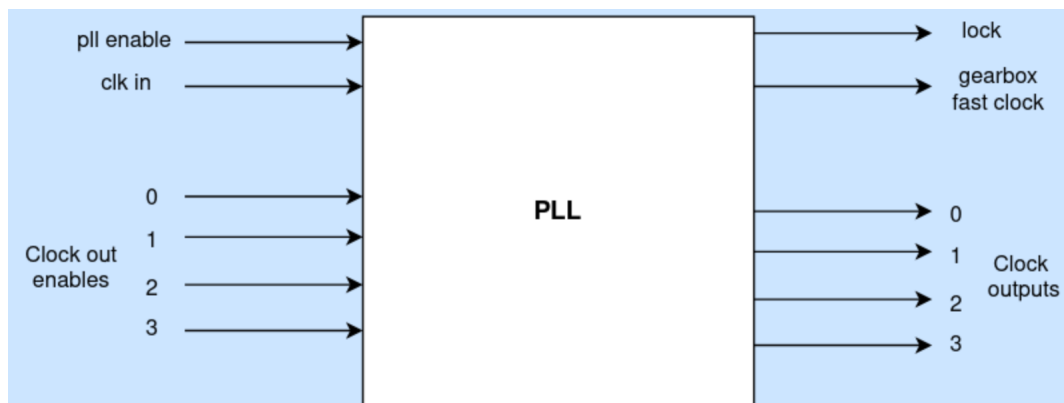 pll enable
clk in
0
1
2
3
Clock out
enables
PLL
lock
gearbox
fast clock
0
1
2
3
Clock
outputs